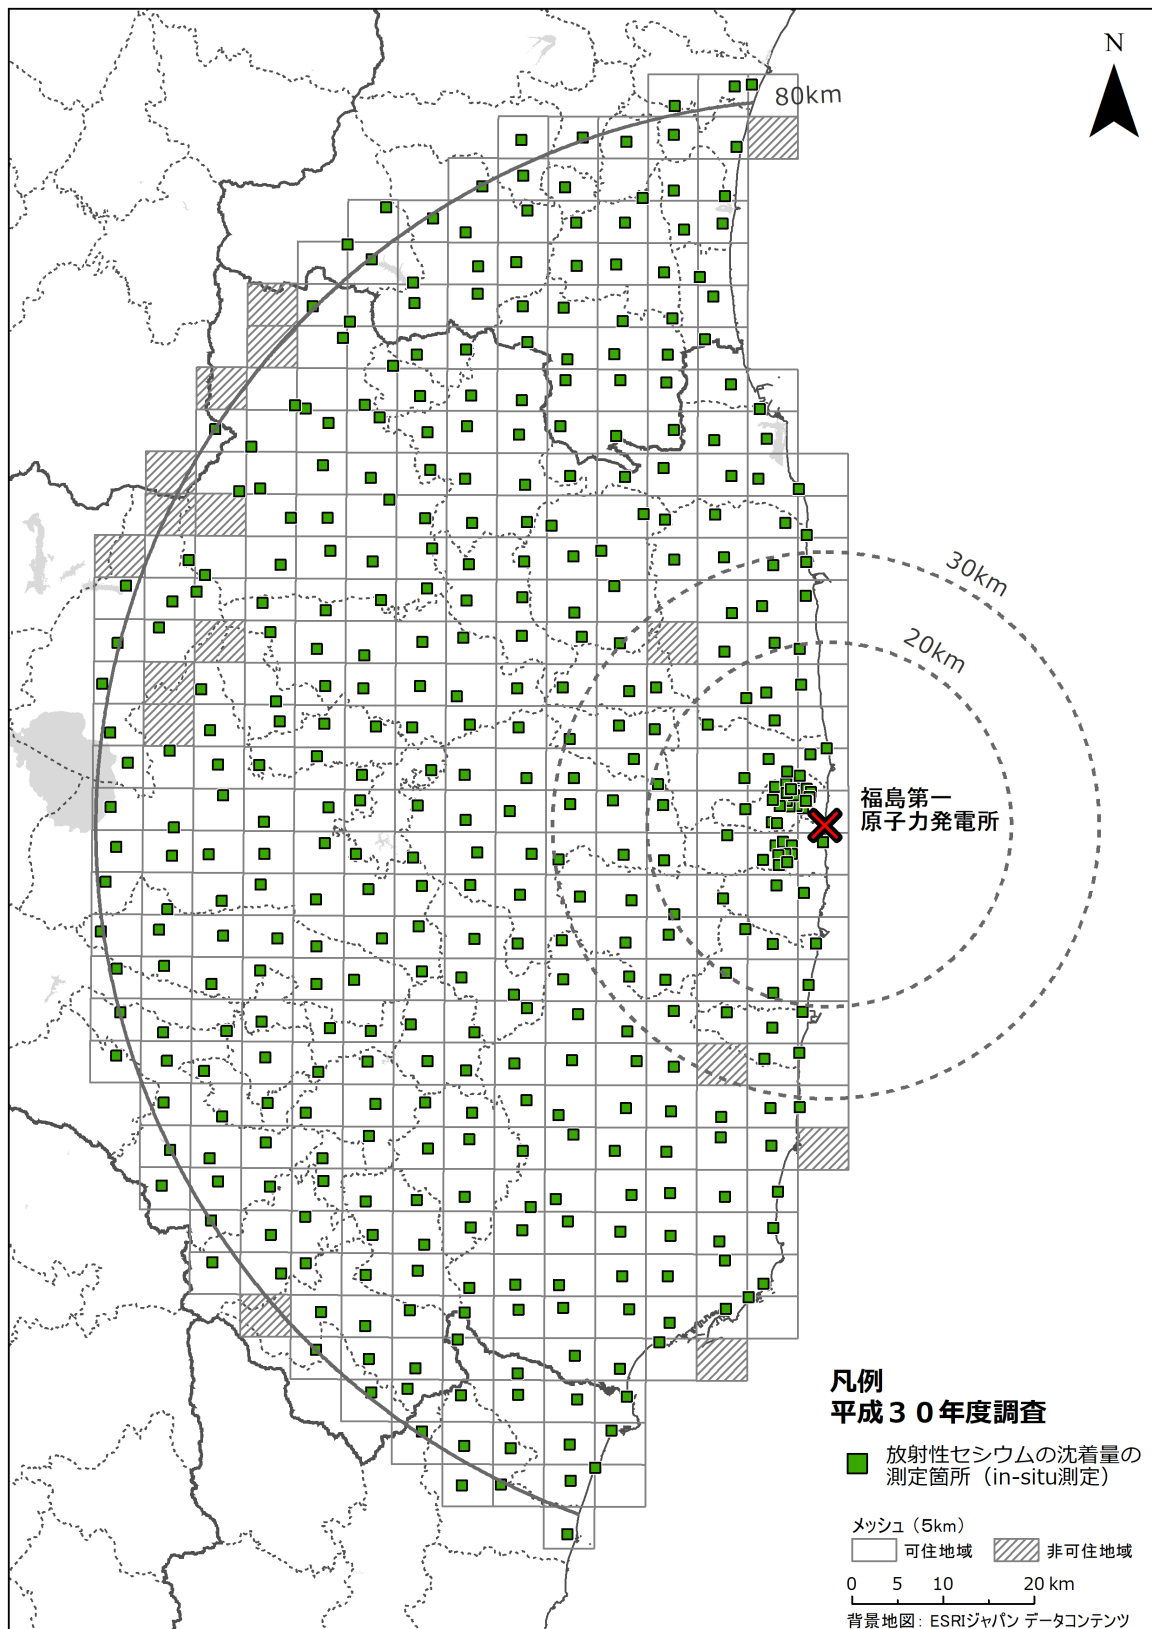 N
80km
30km
20km
福島第一
原子力発電所
凡例
平成３０年度調査
放射性セシウムの沈着量の
測定箇所（in-situ測定）
メッシュ（5km）
可住地域
非可住地域
0 5 10 20 km
背景地図： ESRIジャパン データコンテンツ